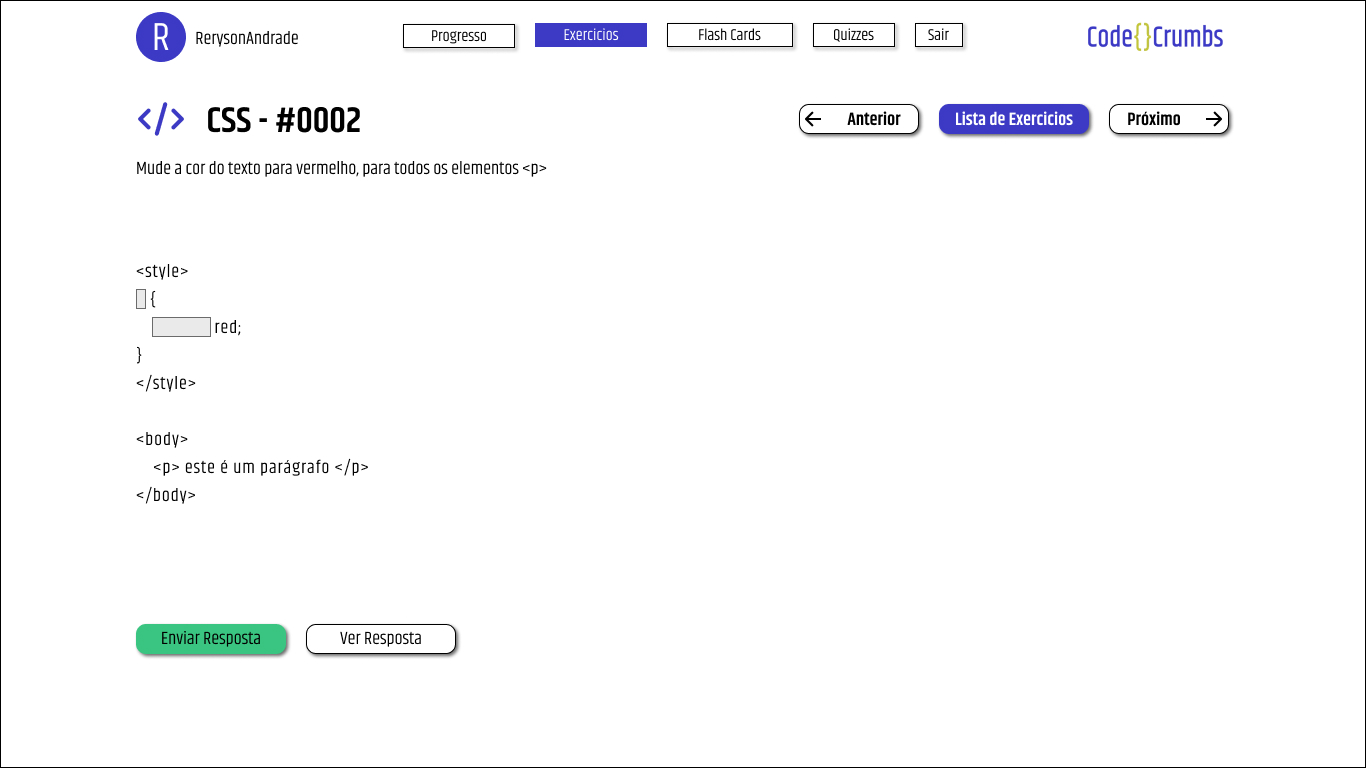 R RerysonAndrade Progresso Exercicios Flash Cards Quizzes Sair Code{}Crumbs
</> CSS - #0002 Anterior Lista de Exercicios Próximo
Mude a cor do texto para vermelho, para todos os elementos <p>
<style>
{
red;
}
</style>
<body>
<p> este é um parágrafo </p>
</body>
Enviar Resposta Ver Resposta